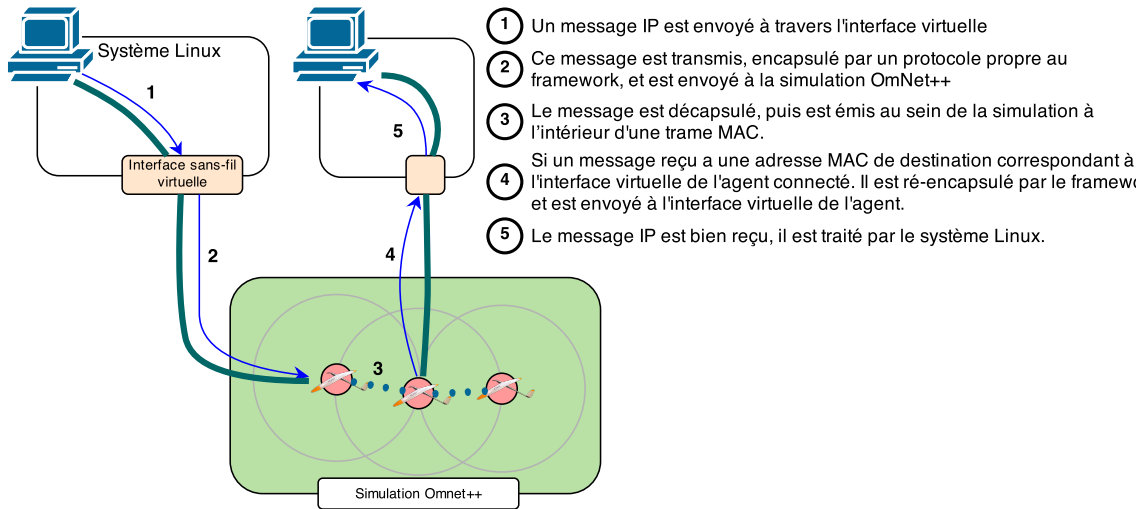 Système Linux
1
Interface sans-fil
virtuelle
2
5
4
3
Simulation Omnet++
1 Un message IP est envoyé à travers l'interface virtuelle
2 Ce message est transmis, encapsulé par un protocole propre au
framework, et est envoyé à la simulation OmNet++
3 Le message est décapsulé, puis est émis au sein de la simulation à
l'intérieur d'une trame MAC.
4 Si un message reçu a une adresse MAC de destination correspondant à
l'interface virtuelle de l'agent connecté. Il est ré-encapsulé par le framewo
et est envoyé à l'interface virtuelle de l'agent.
5 Le message IP est bien reçu, il est traité par le système Linux.